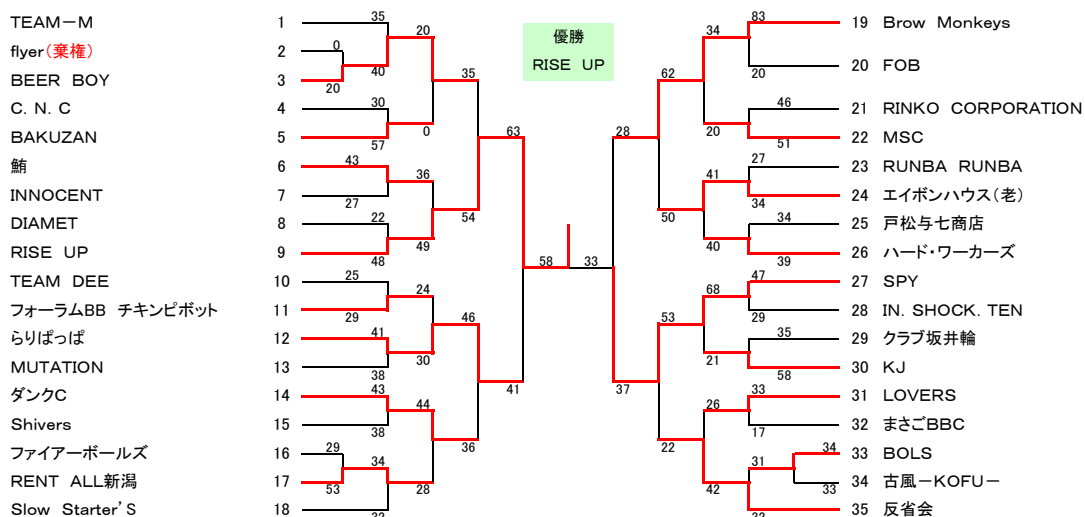 TEAM－M 1
flyer（棄権） 2
BEER BOY 3
C. N. C 4
BAKUZAN 5
鮪 6
INNOCENT 7
DIAMET 8
RISE UP 9
TEAM DEE 10
フォーラムBB チキンピボット 11
らりぱっぱ 12
MUTATION 13
ダンクC 14
Shivers 15
ファイアーボールズ 16
RENT ALL新潟 17
Slow Starter'S 18
35
0
20
40
20
30
57
0
35
43
27
36
22
48
49
54
63
25
29
24
41
38
30
46
43
38
44
29
53
34
28
36
41
58
33
優勝
RISE UP
28
37
62
50
34
20
83
20
46
51
41
40
27
34
34
39
53
22
68
21
47
29
35
58
26
42
33
17
31
34
33
19 Brow Monkeys
20 FOB
21 RINKO CORPORATION
22 MSC
23 RUNBA RUNBA
24 エイボンハウス（老）
25 戸松与七商店
26 ハード・ワーカーズ
27 SPY
28 IN. SHOCK. TEN
29 クラブ坂井輪
30 KJ
31 LOVERS
32 まさごBBC
33 BOLS
34 古風－KOFU－
35 反省会